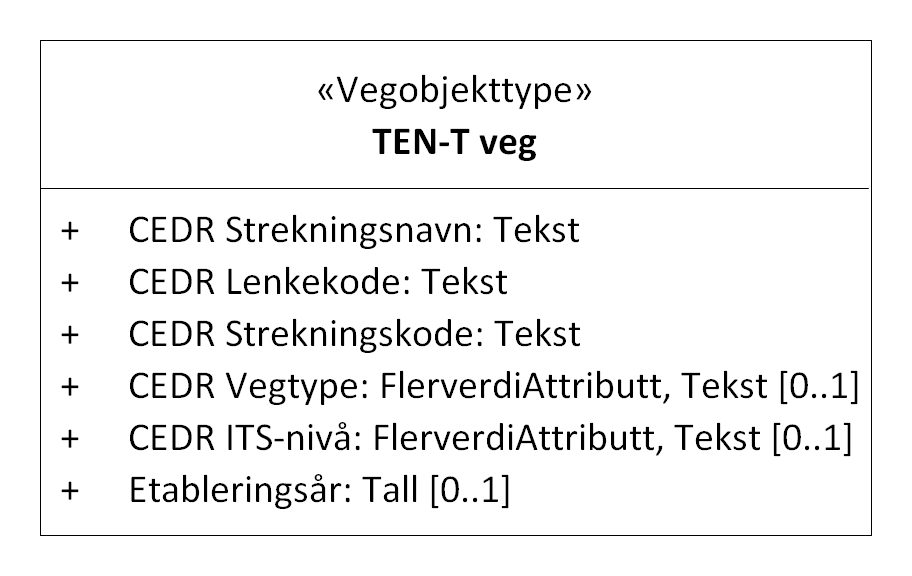 «Vegobjekttype»
TEN-T veg
+ CEDR Strekningsnavn: Tekst
+ CEDR Lenkekode: Tekst
+ CEDR Strekningskode: Tekst
+ CEDR Vegtype: FlerverdiAttributt, Tekst [0..1]
+ CEDR ITS-nivå: FlerverdiAttributt, Tekst [0..1]
+ Etableringsår: Tall [0..1]